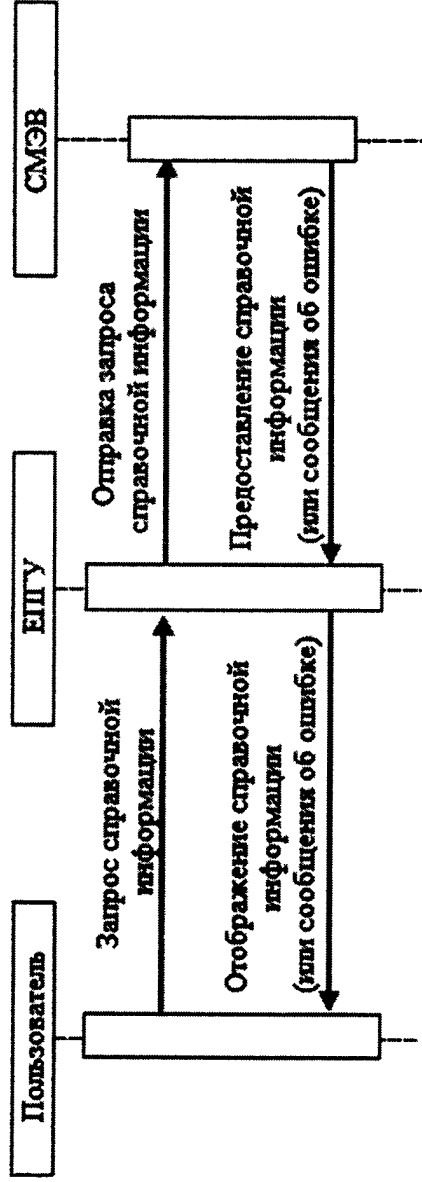 Пользователь
ЕПГУ
СМЭВ
Запрос справочной
информации
Отправка запроса
справочной информации
Отображение справочной
информации
(или сообщения об ошибке)
Предоставление справочной
информации
(или сообщения об ошибке)